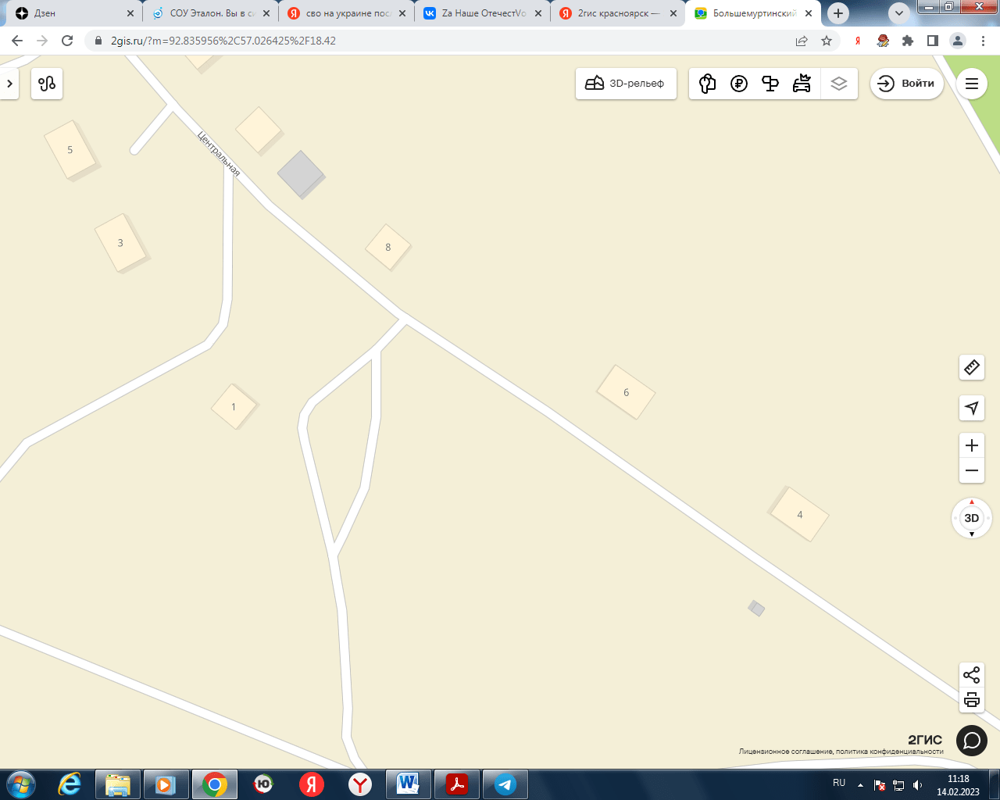 Дзен
СОУ Эталон. Вы в си
сво на украине посл
Za Наше ОтечестVо
2гис красноярск —
Большемуртинский
2gis.ru/?m=92.835956%2C57.026425%2F18.42
Я
3D-рельеф
Войти
Центральная
5
3
8
1
6
4
3D
2ГИС
Лицензионное соглашение, политика конфиденциальности
Ю
Я
Y
W
RU
11:18
14.02.2023